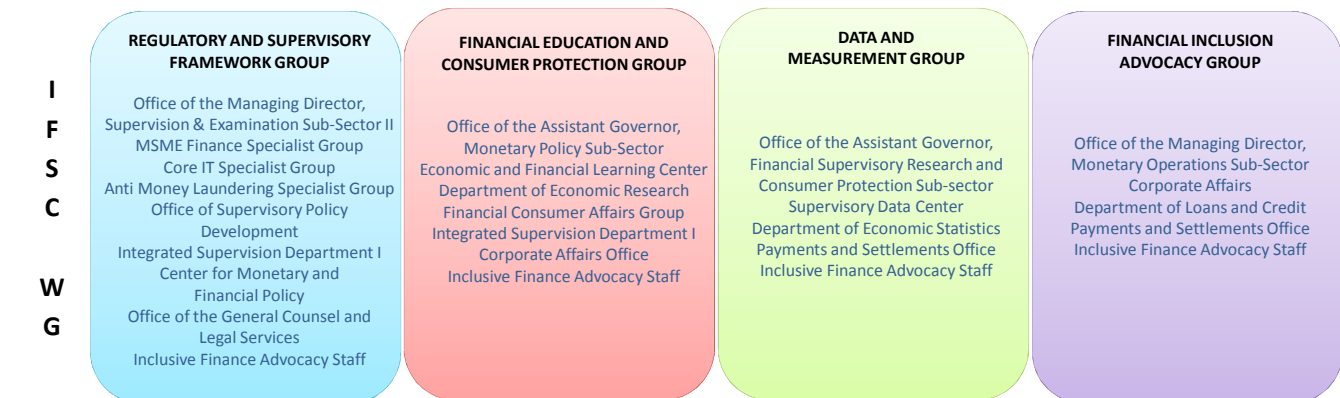 I
F
S
C
W
G
REGULATORY AND SUPERVISORY
FRAMEWORK GROUP
Office of the Managing Director,
Supervision & Examination Sub-Sector II
MSME Finance Specialist Group
Core IT Specialist Group
Anti Money Laundering Specialist Group
Office of Supervisory Policy
Development
Integrated Supervision Department I
Center for Monetary and
Financial Policy
Office of the General Counsel and
Legal Services
Inclusive Finance Advocacy Staff
FINANCIAL EDUCATION AND
CONSUMER PROTECTION GROUP
Office of the Assistant Governor,
Monetary Policy Sub-Sector
Economic and Financial Learning Center
Department of Economic Research
Financial Consumer Affairs Group
Integrated Supervision Department I
Corporate Affairs Office
Inclusive Finance Advocacy Staff
DATA AND
MEASUREMENT GROUP
Office of the Assistant Governor,
Financial Supervisory Research and
Consumer Protection Sub-sector
Supervisory Data Center
Department of Economic Statistics
Payments and Settlements Office
Inclusive Finance Advocacy Staff
FINANCIAL INCLUSION
ADVOCACY GROUP
Office of the Managing Director,
Monetary Operations Sub-Sector
Corporate Affairs
Department of Loans and Credit
Payments and Settlements Office
Inclusive Finance Advocacy Staff